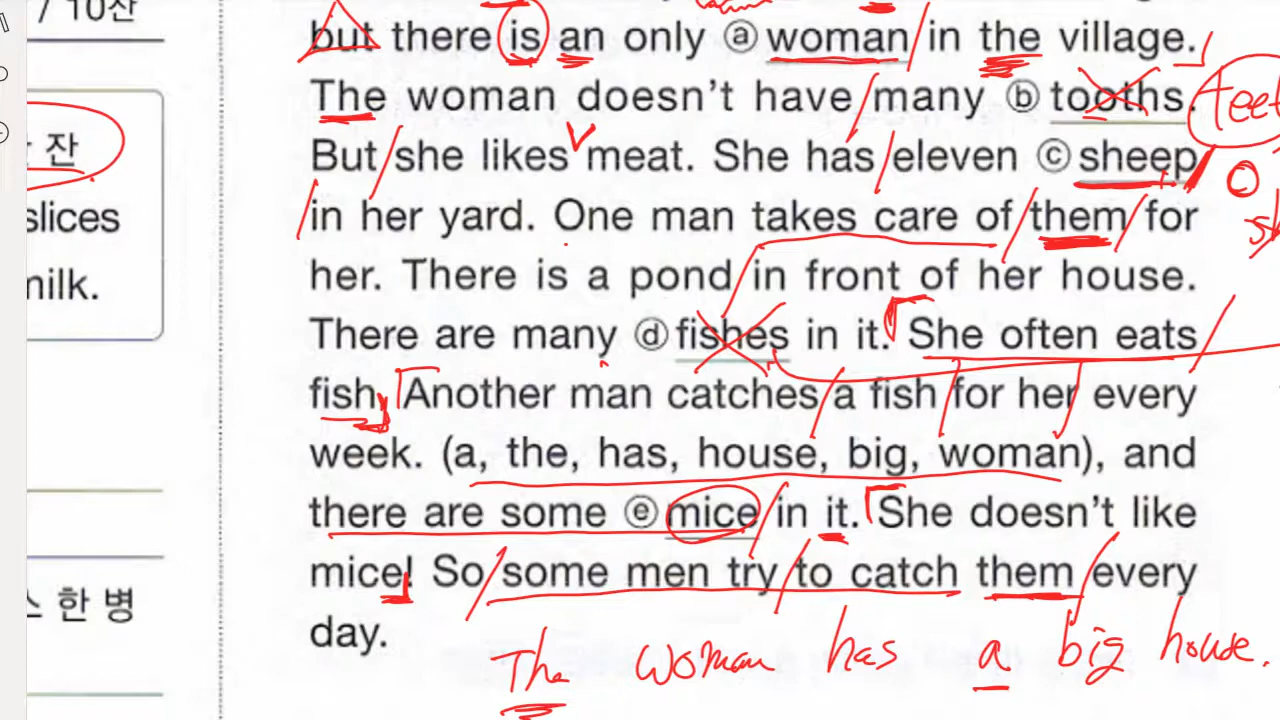 / 10잔
잔
slices
milk.
스 한 병
but there is an only ⓐ woman in the village.
The woman doesn't have many ⓑ tooths.
But she likes meat. She has eleven ⓒ sheep
in her yard. One man takes care of them for
her. There is a pond in front of her house.
There are many ⓓ fishes in it. She often eats
fish. Another man catches a fish for her every
week. (a, the, has, house, big, woman), and
there are some ⓔ mice in it. She doesn't like
mice! So some men try to catch them every
day.
The woman has a big house.